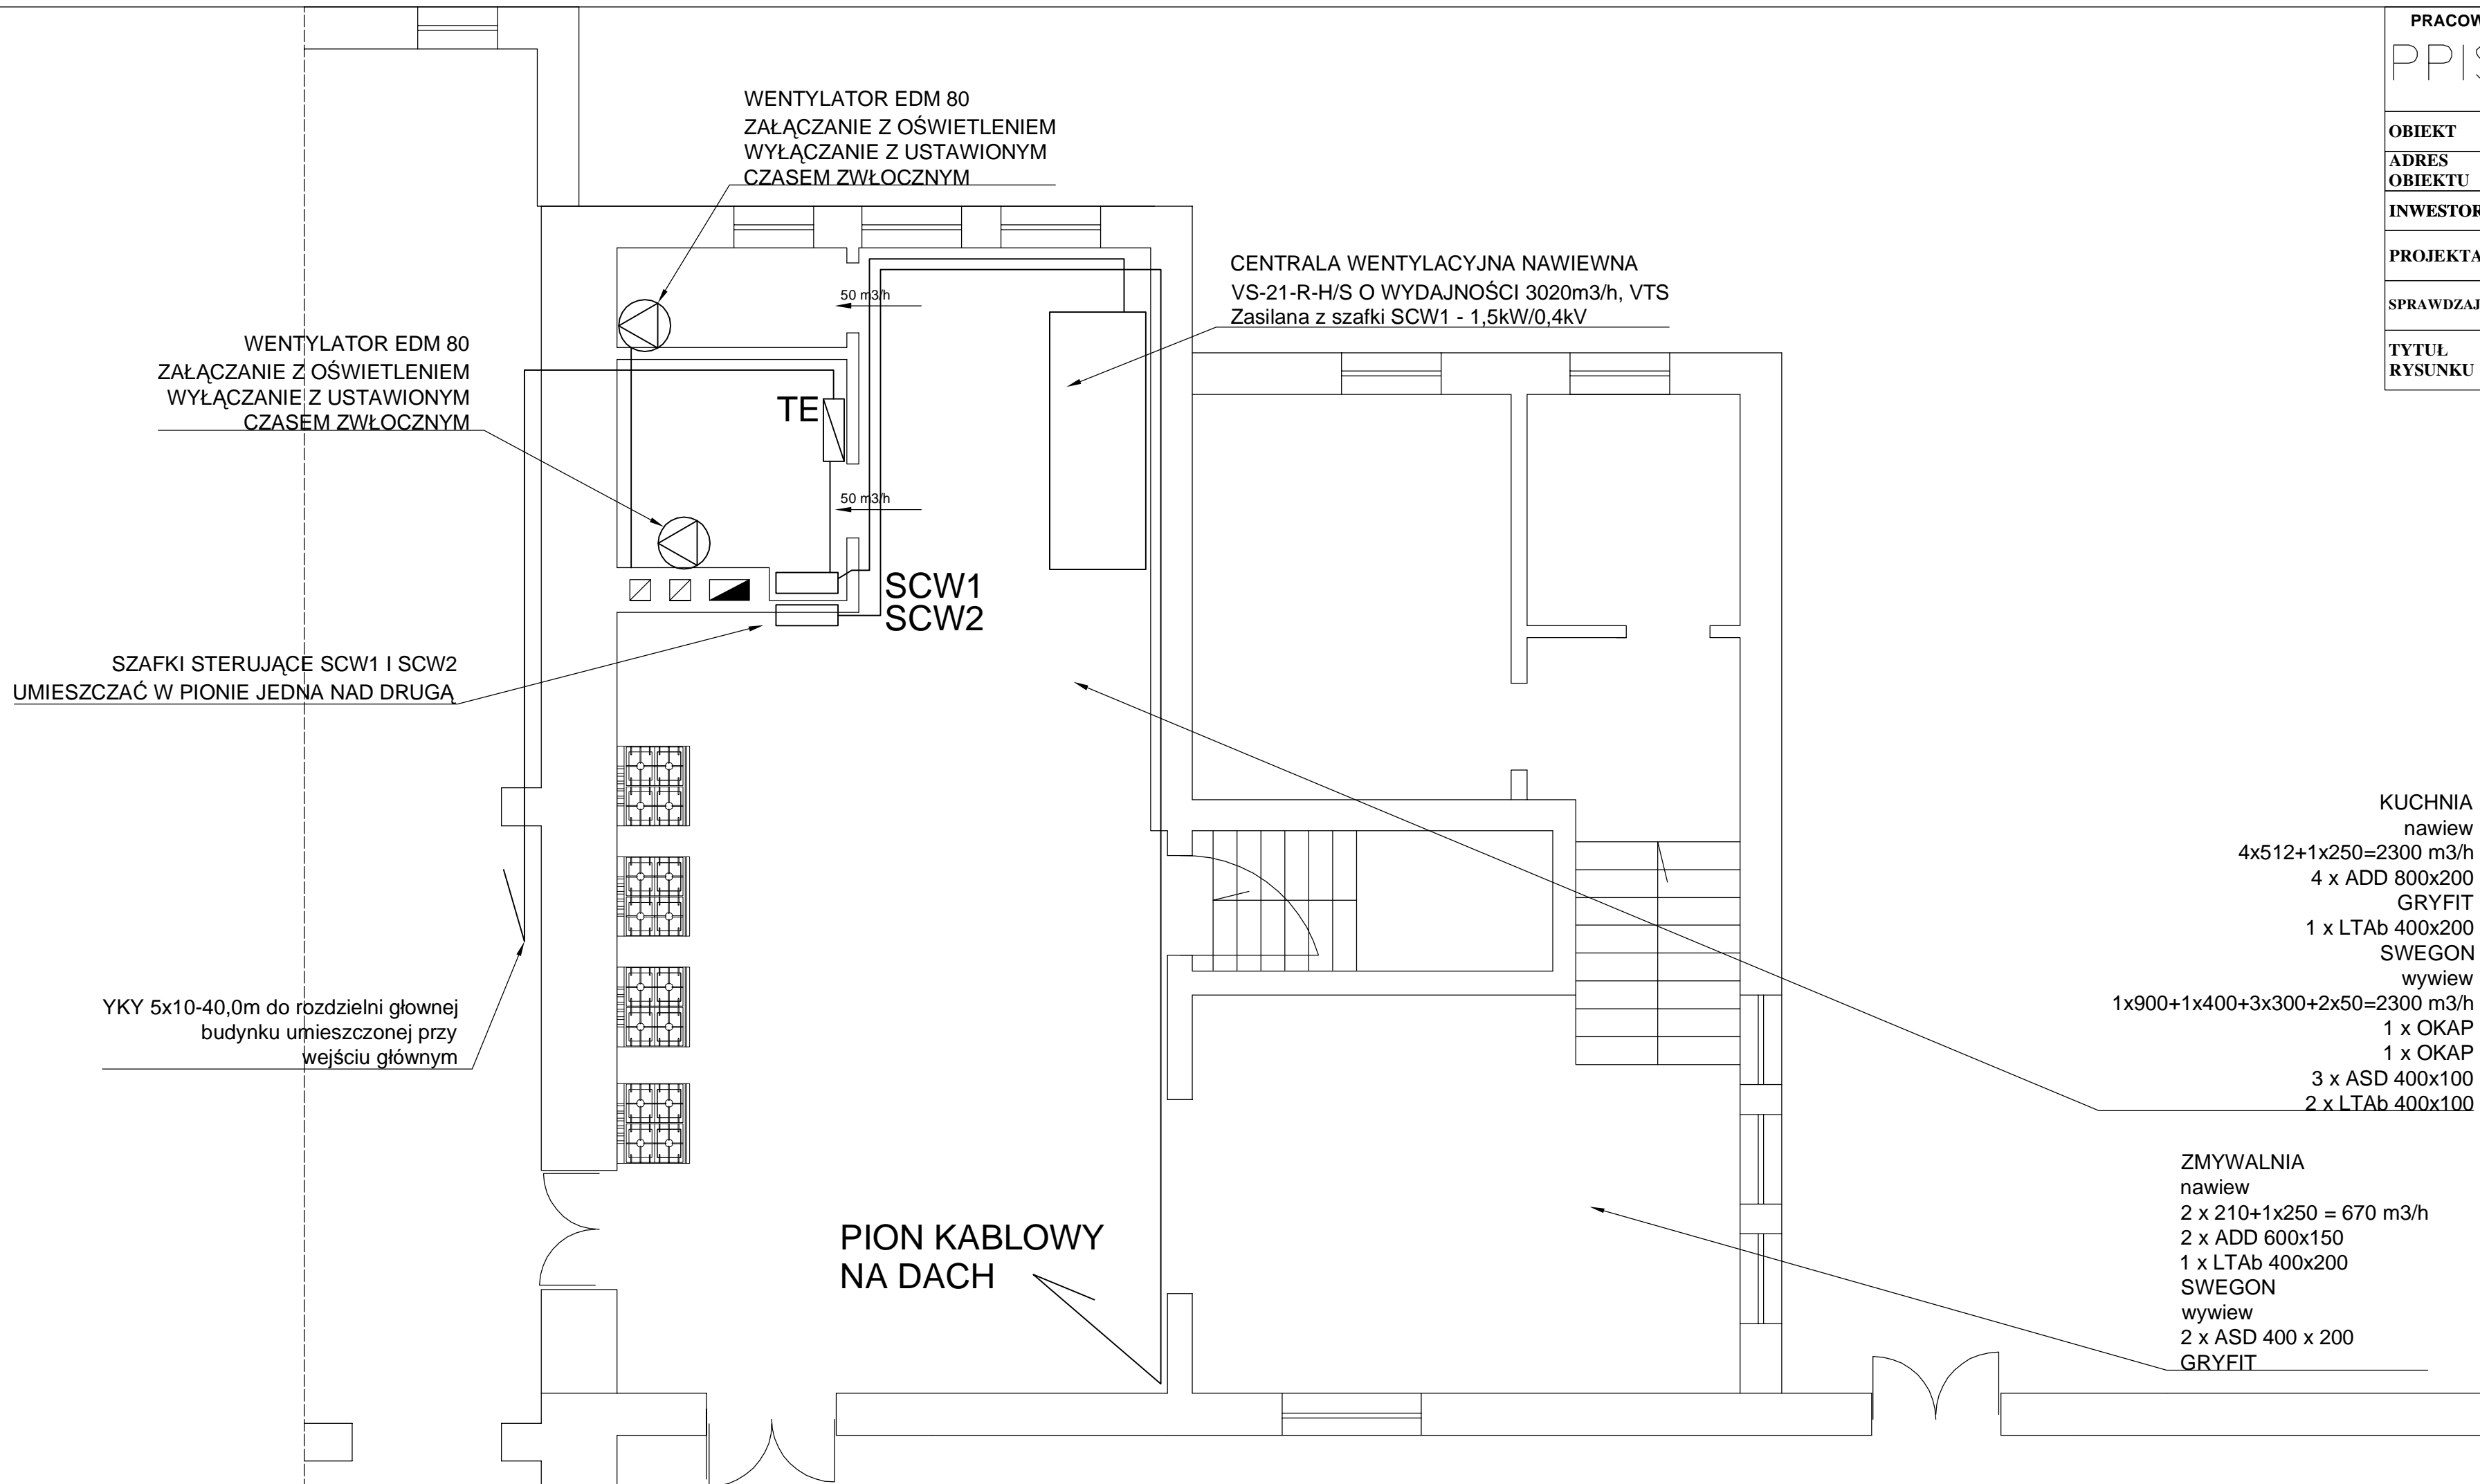 PRACOW
PPIS
OBIEKT
ADRES
OBIEKTU
INWESTOR
PROJEKTA
SPRAWDZAJ
TYTUŁ
RYSUNKU
WENTYLATOR EDM 80
ZAŁĄCZANIE Z OŚWIETLENIEM
WYŁĄCZANIE Z USTAWIONYM
CZASEM ZWŁOCZNYM
CENTRALA WENTYLACYJNA NAWIEWNA
VS-21-R-H/S O WYDAJNOŚCI 3020m3/h, VTS
Zasilana z szafki SCW1 - 1,5kW/0,4kV
50 m3/h
WENTYLATOR EDM 80
ZAŁĄCZANIE Z OŚWIETLENIEM
WYŁĄCZANIE Z USTAWIONYM
CZASEM ZWŁOCZNYM
TE
50 m3/h
SCW1
SCW2
SZAFKI STERUJĄCE SCW1 I SCW2
UMIESZCZAĆ W PIONIE JEDNA NAD DRUGĄ
KUCHNIA
nawiew
4x512+1x250=2300 m3/h
4 x ADD 800x200
GRYFIT
1 x LTAb 400x200
SWEGON
wywiew
1x900+1x400+3x300+2x50=2300 m3/h
1 x OKAP
1 x OKAP
3 x ASD 400x100
2 x LTAb 400x100
YKY 5x10-40,0m do rozdzielni głownej
budynku umieszczonej przy
wejściu głównym
ZMYWALNIA
nawiew
2 x 210+1x250 = 670 m3/h
2 x ADD 600x150
1 x LTAb 400x200
SWEGON
wywiew
2 x ASD 400 x 200
GRYFIT
PION KABLOWY
NA DACH